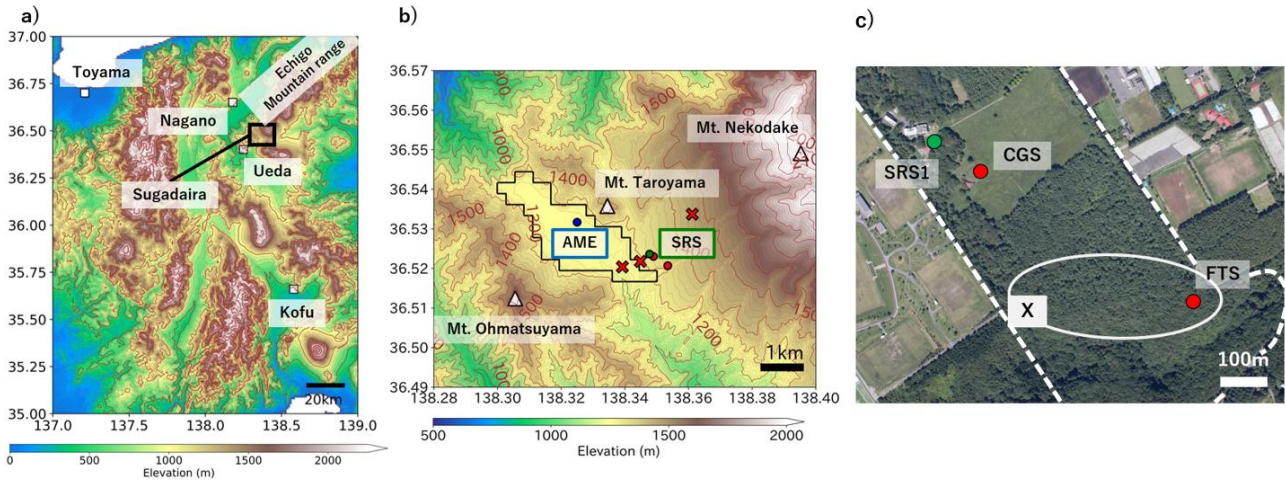 a)
37.00
36.75
36.50
36.25
36.00
35.75
35.50
35.25
35.00
137.0
137.5
138.0
138.5
139.0
Toyama
Echigo
Mountain range
Nagano
Ueda
Sugadaira
Kofu
20km
0
500
1000
1500
2000
Elevation (m)
b)
36.57
36.56
36.55
36.54
36.53
36.52
36.50
36.49
138.28
138.30
138.32
138.34
138.36
138.38
138.40
1500
Mt. Nekodake
1000
1400
Mt. Taroyama
1500
1200
1400
AME
SRS
1400
1500
Mt. Ohmatsuyama
1200
1km
500
1000
1500
2000
Elevation (m)
c)
SRS1
CGS
FTS
X
100m